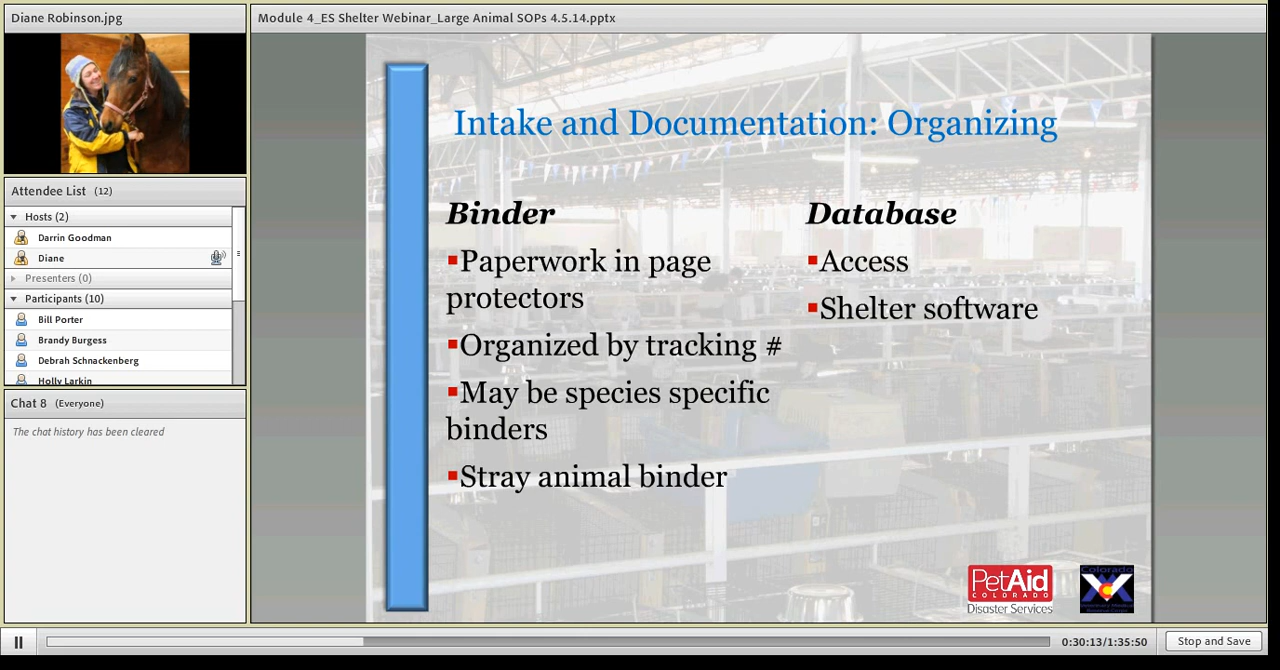 Diane Robinson.jpg
Module 4_ES Shelter Webinar_Large Animal SOPs 4.5.14.pptx
Attendee List (12)
Hosts (2)
Darrin Goodman
Diane
Presenters (0)
Participants (10)
Bill Porter
Brandy Burgess
Debrah Schnackenberg
Holly Larkin
Chat 8 (Everyone)
The chat history has been cleared
Intake and Documentation: Organizing
Binder
▪Paperwork in page
protectors
▪Organized by tracking #
▪May be species specific
binders
▪Stray animal binder
Database
▪Access
▪Shelter software
PetAid
COLORADO
Disaster Services
Colorado
0:30:13/1:35:50
Stop and Save